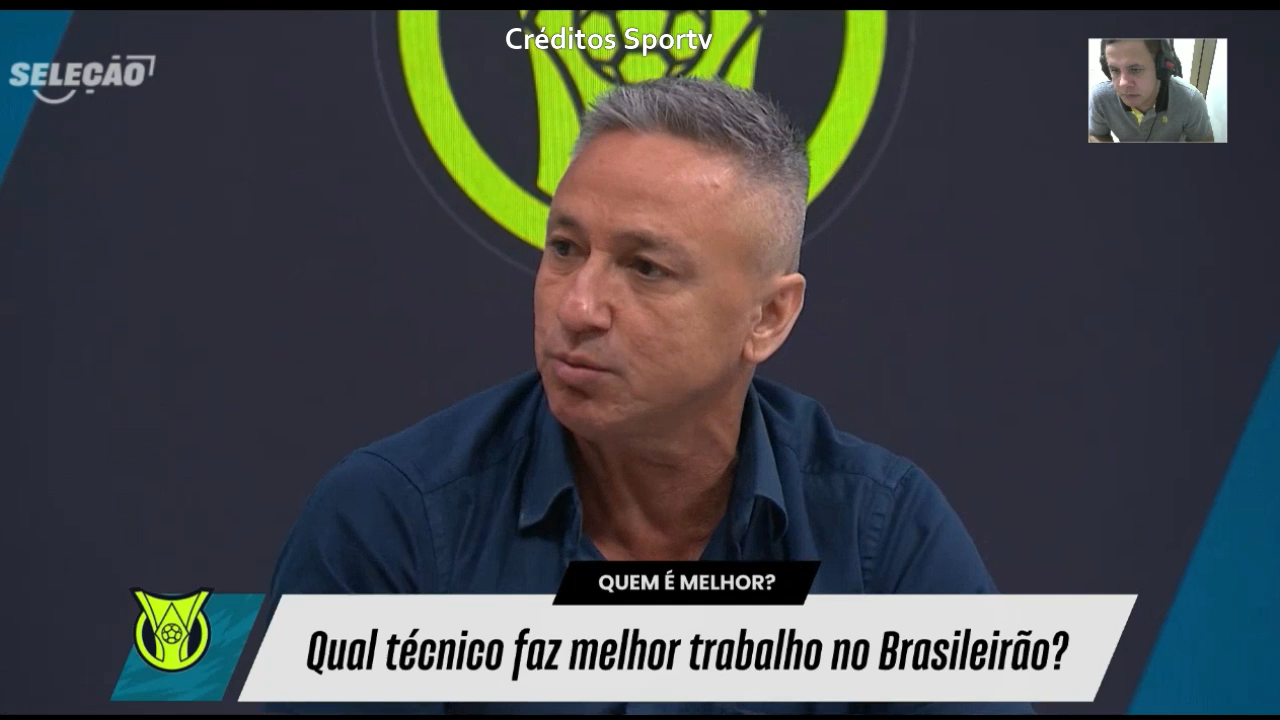 Créditos Sportv
SELEÇÃO
QUEM É MELHOR?
Qual técnico faz melhor trabalho no Brasileirão?